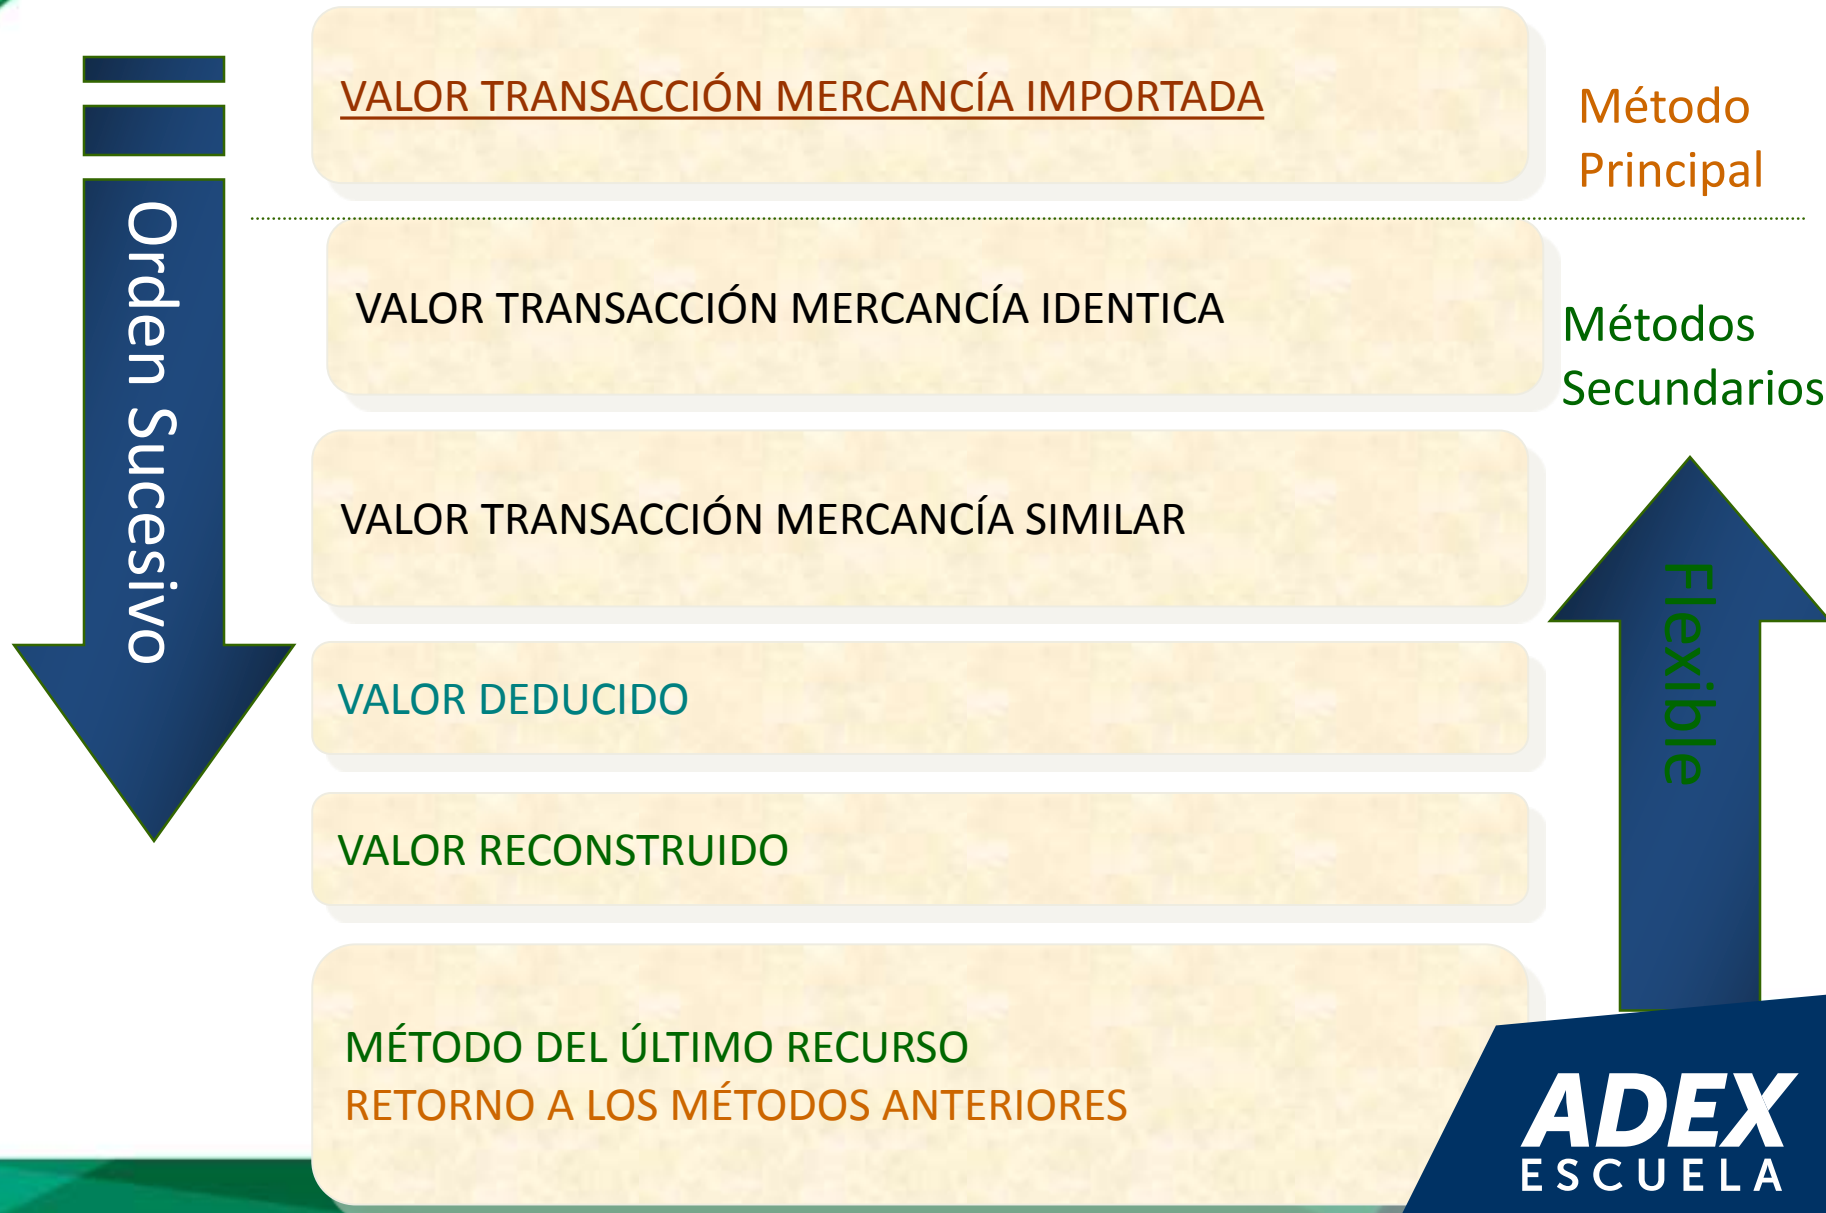 VALOR TRANSACCIÓN MERCANCÍA IMPORTADA
Método
Principal
Orden Sucesivo
VALOR TRANSACCIÓN MERCANCÍA IDENTICA
Métodos
Secundarios
VALOR TRANSACCIÓN MERCANCÍA SIMILAR
Flexible
VALOR DEDUCIDO
VALOR RECONSTRUIDO
MÉTODO DEL ÚLTIMO RECURSO
RETORNO A LOS MÉTODOS ANTERIORES
ADEX
ESCUELA